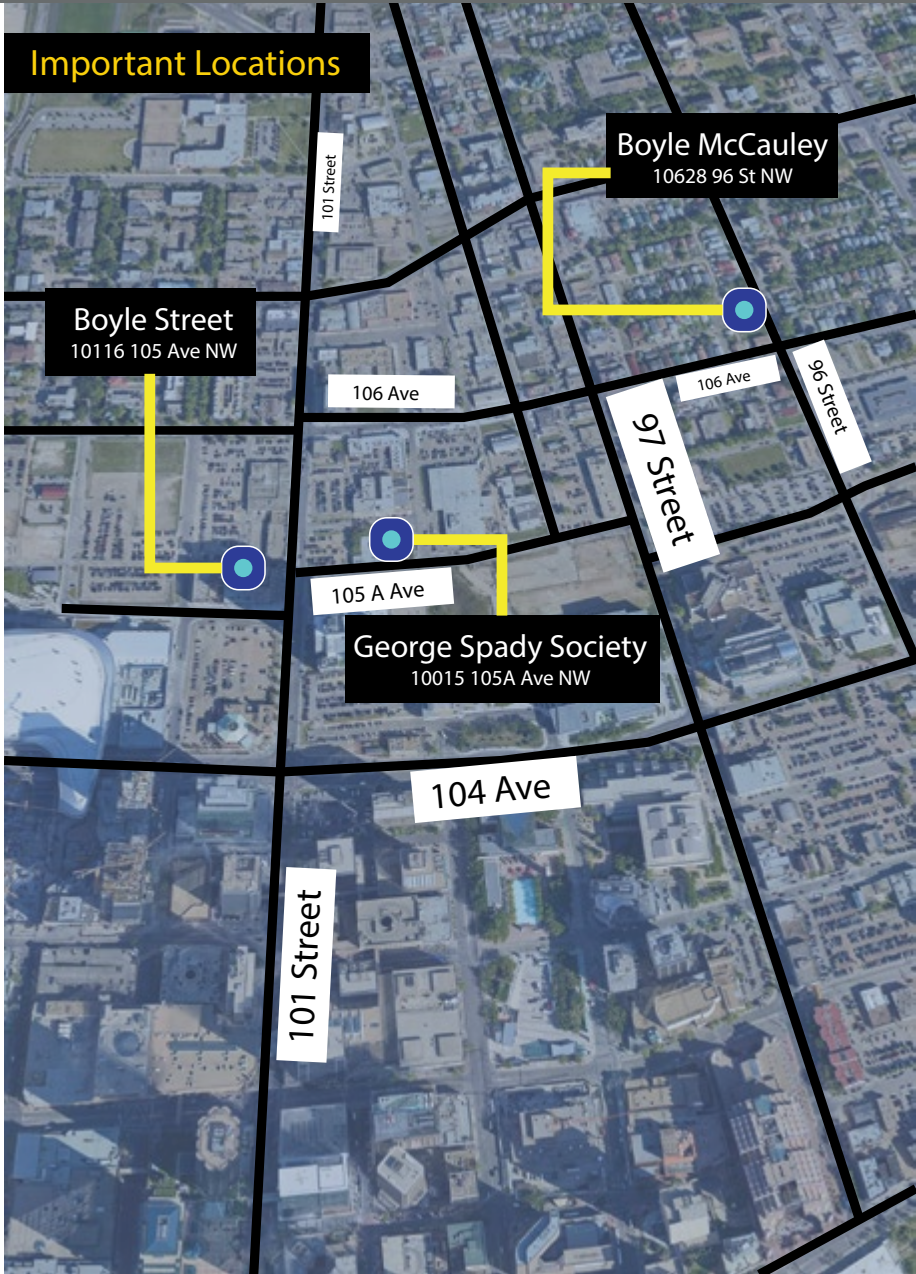 Important Locations
101 Street
Boyle McCauley
10628 96 St NW
Boyle Street
10116 105 Ave NW
106 Ave
106 Ave
96 Street
97 Street
105 A Ave
George Spady Society
10015 105A Ave NW
104 Ave
101 Street